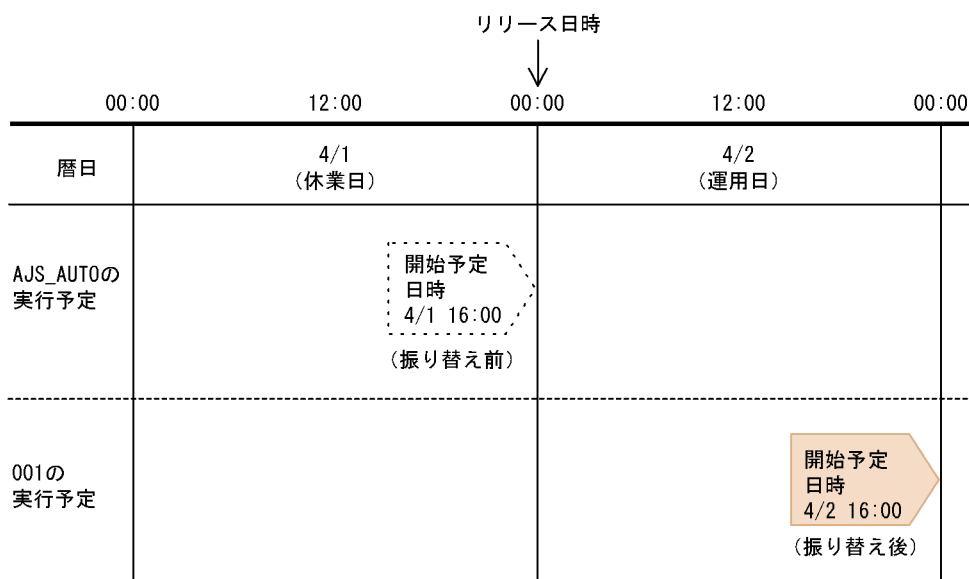 リリース日時
00:00 12:00 00:00 12:00 00:00
暦日
4/1
(休業日)
4/2
(運用日)
AJS_AUTOの
実行予定
開始予定
日時
4/1 16:00
(振り替え前)
001の
実行予定
開始予定
日時
4/2 16:00
(振り替え後)